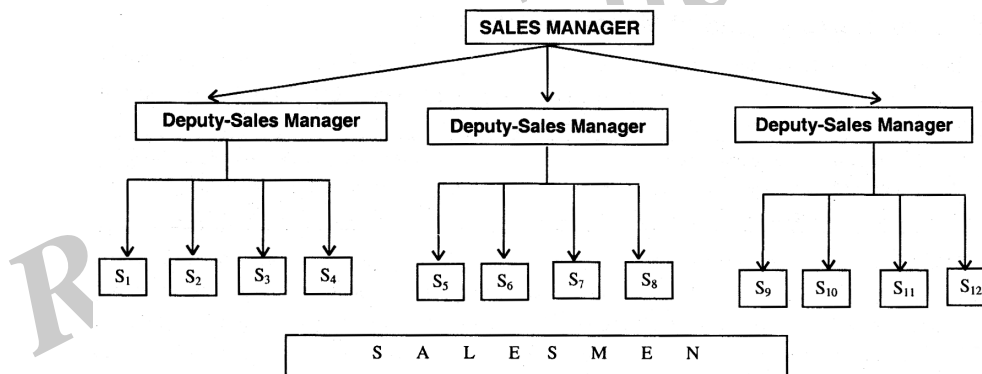 SALES MANAGER
Deputy-Sales Manager Deputy-Sales Manager Deputy-Sales Manager
S₁ S₂ S₃ S₄ S₅ S₆ S₇ S₈ S₉ S₁₀ S₁₁ S₁₂
S A L E S M E N